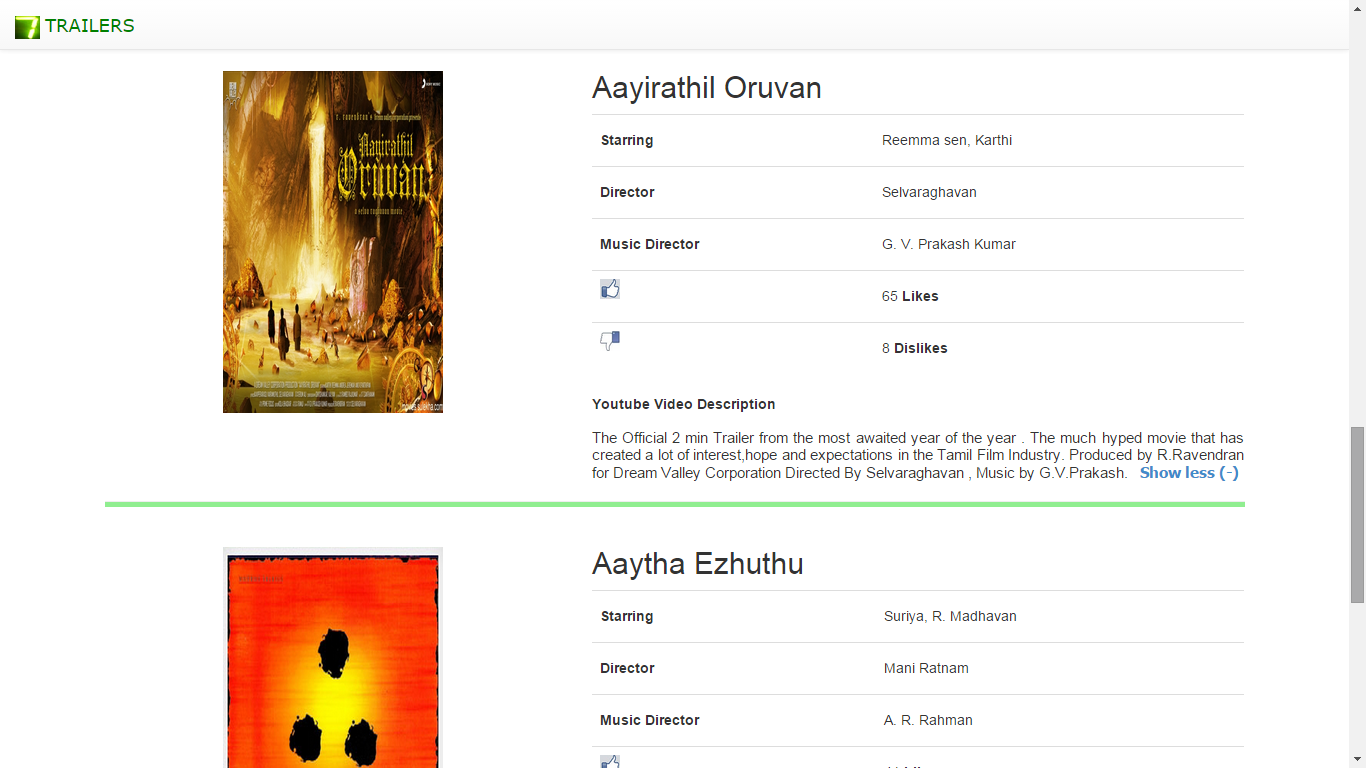 7 TRAILERS
Aayirathil Oruvan
Aayirathil
Oruvan
Starring Reemma sen, Karthi
Director Selvaraghavan
Music Director G. V. Prakash Kumar
65 Likes
8 Dislikes
Youtube Video Description
The Official 2 min Trailer from the most awaited year of the year . The much hyped movie that has
created a lot of interest,hope and expectations in the Tamil Film Industry. Produced by R.Ravendran
for Dream Valley Corporation Directed By Selvaraghavan , Music by G.V.Prakash. Show less (-)
Aaytha Ezhuthu
Starring Suriya, R. Madhavan
Director Mani Ratnam
Music Director A. R. Rahman